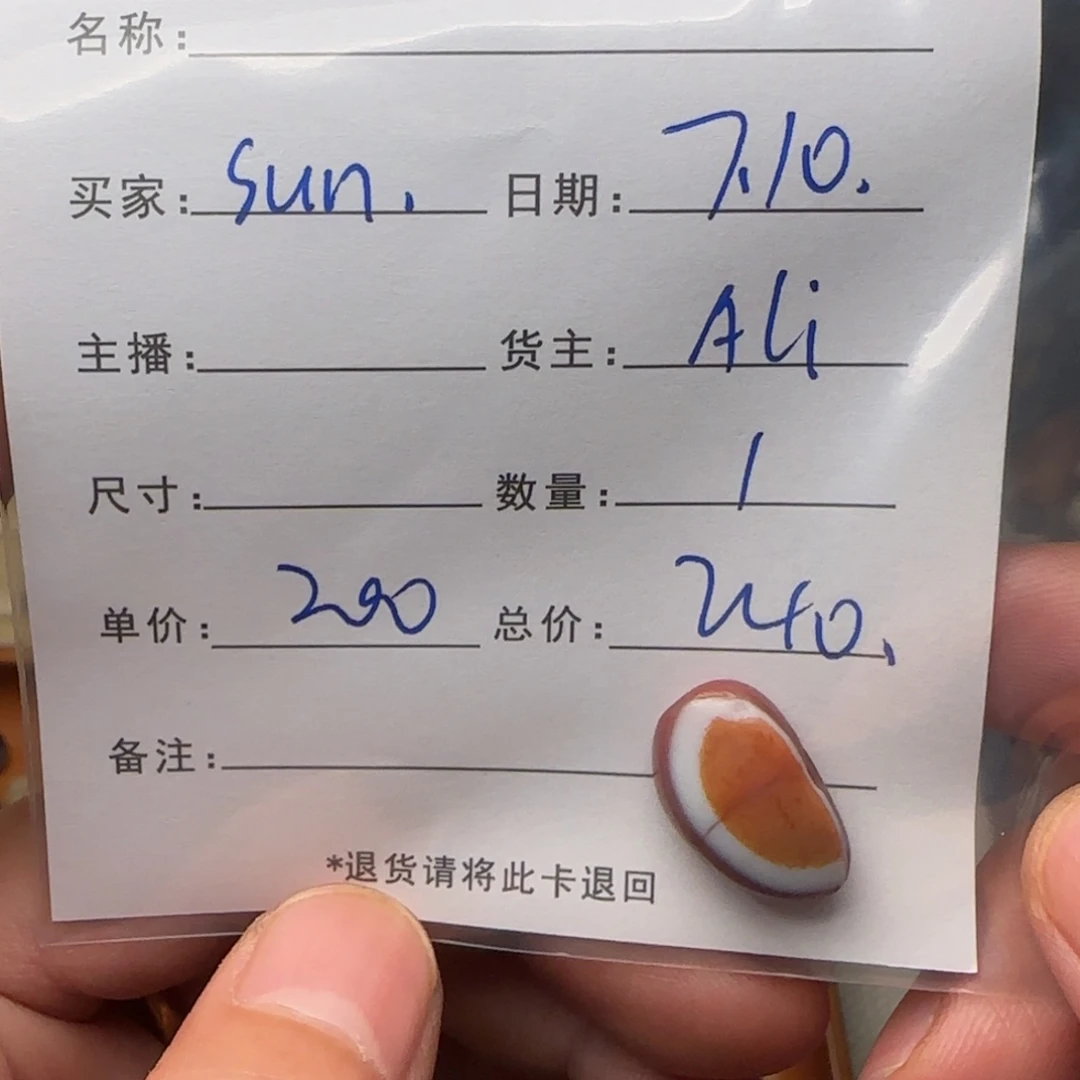 名称:
买家: Sun. 日期: 7.10.
主播: 货主: Ali
尺寸: 数量: 1
单价: 200 总价: 240.
备注:
*退货请将此卡退回